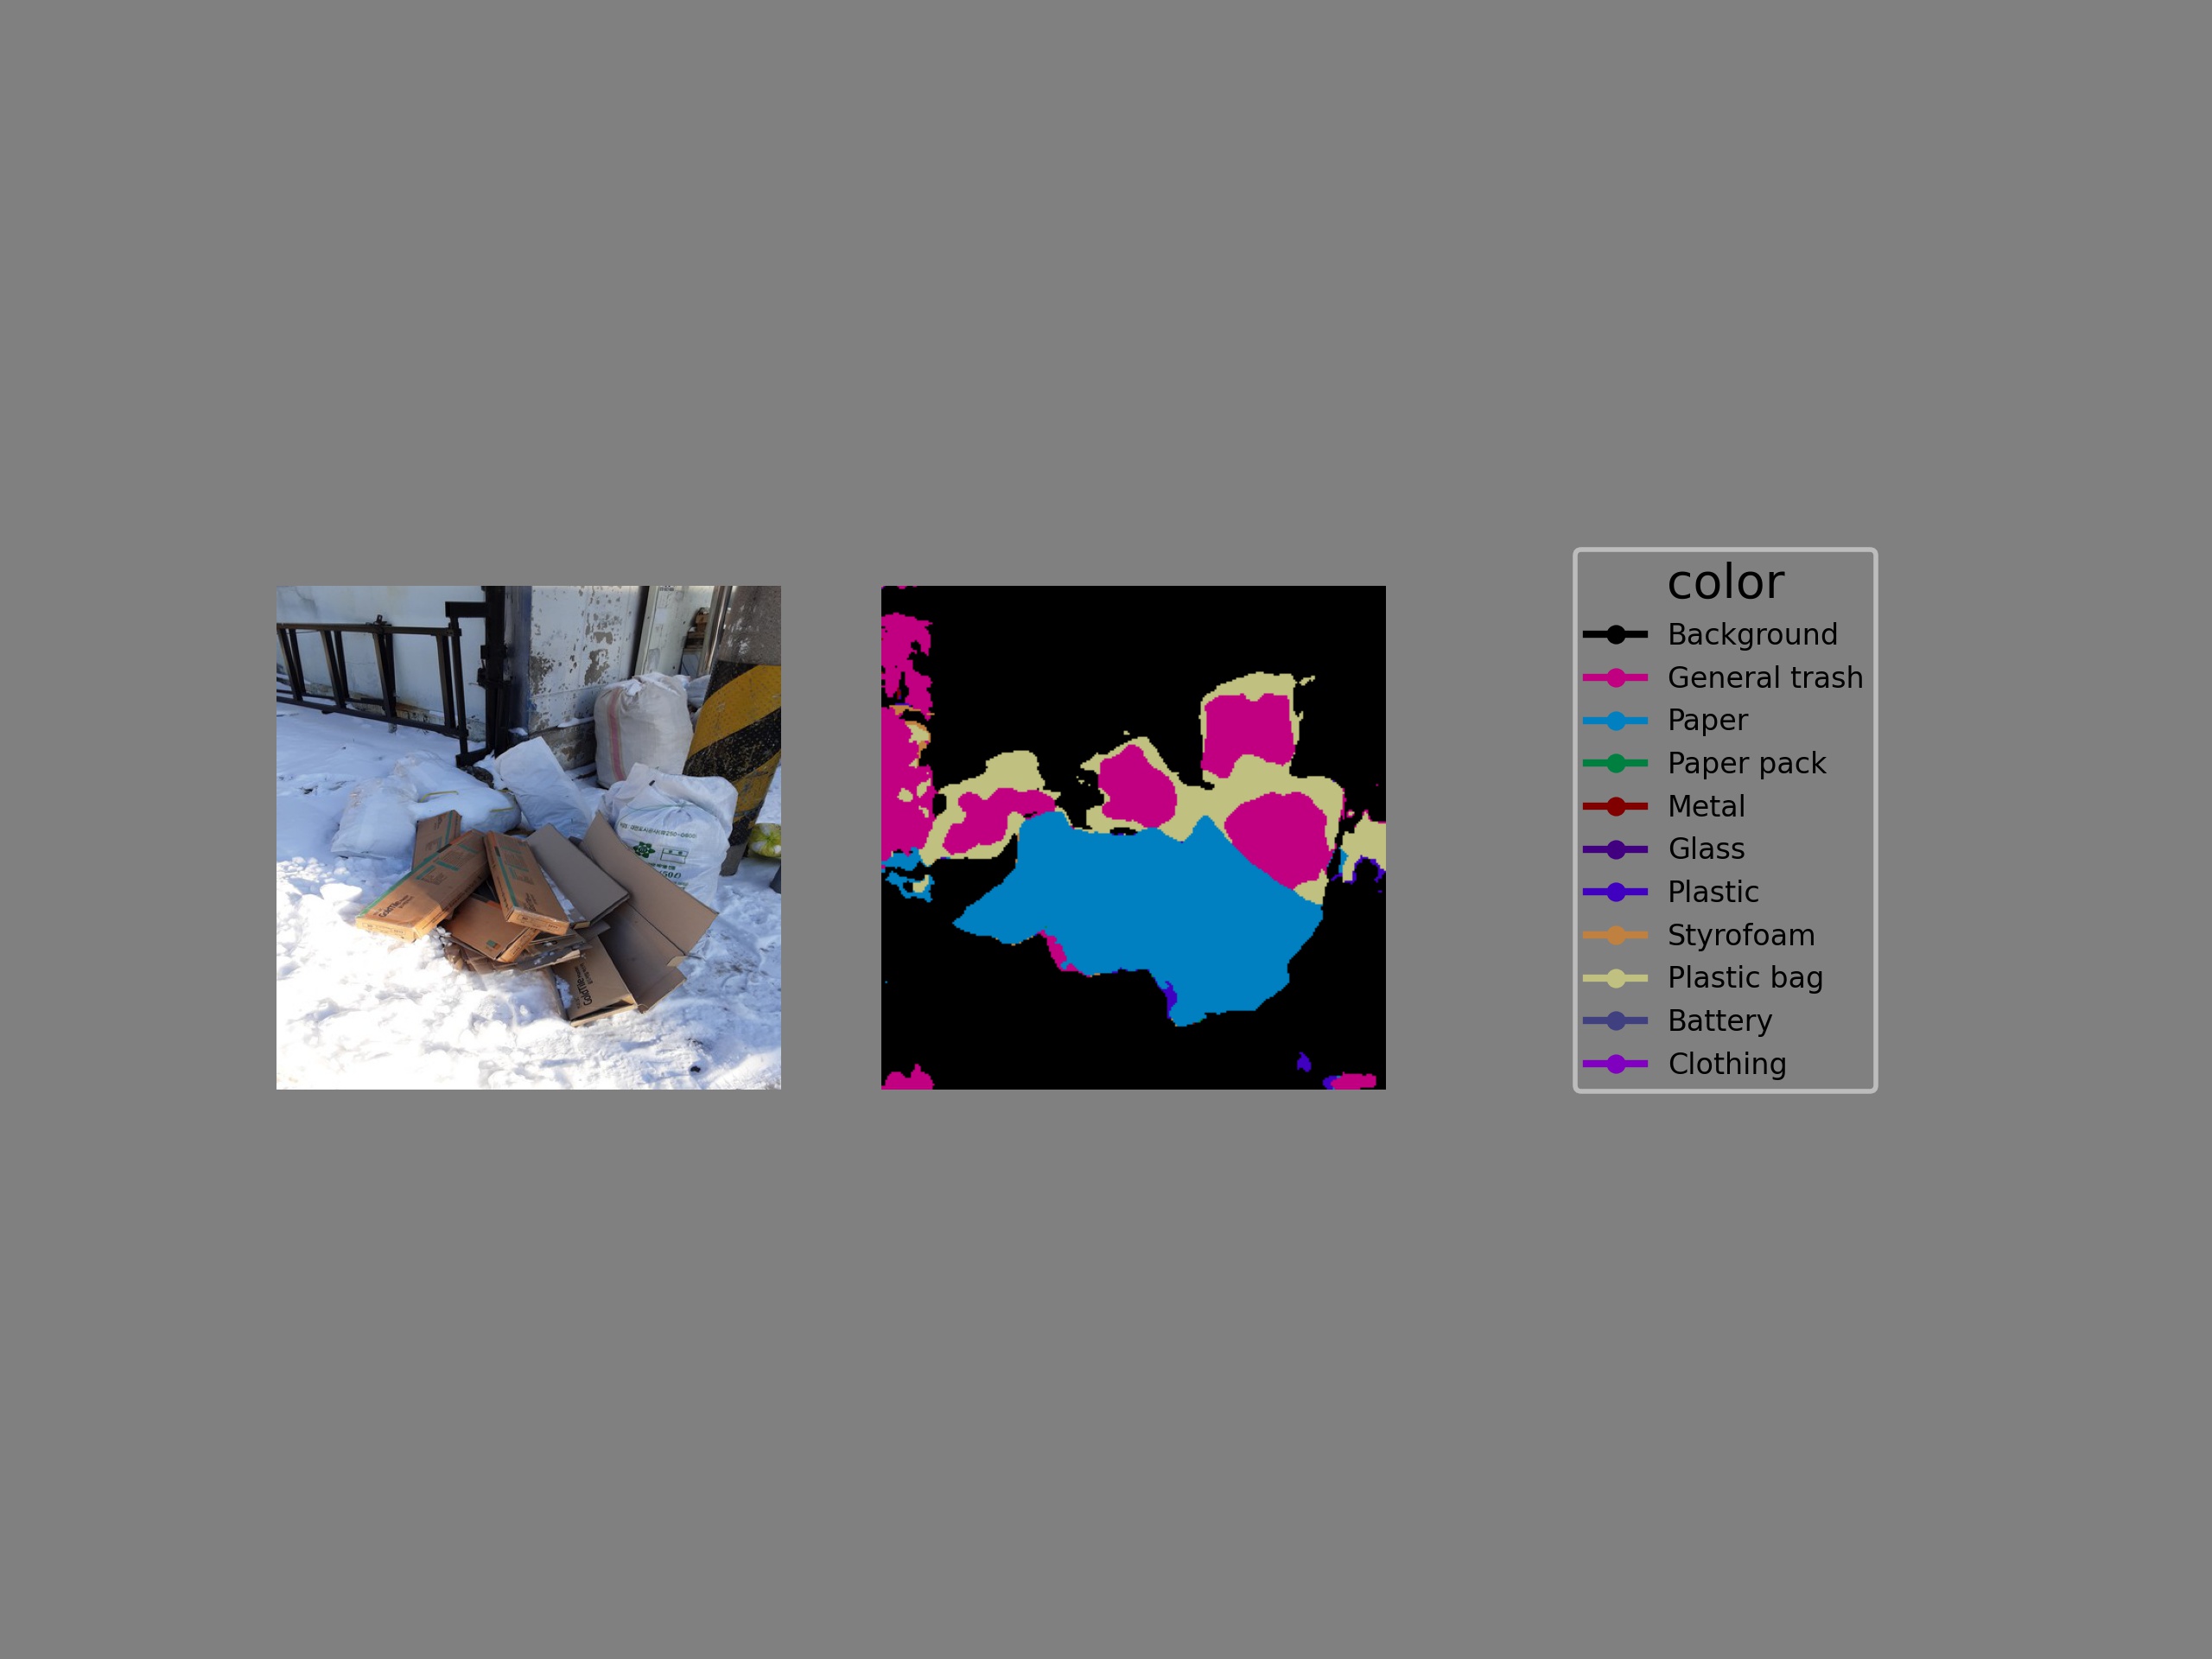 color
Background
General trash
Paper
Paper pack
Metal
Glass
Plastic
Styrofoam
Plastic bag
Battery
Clothing